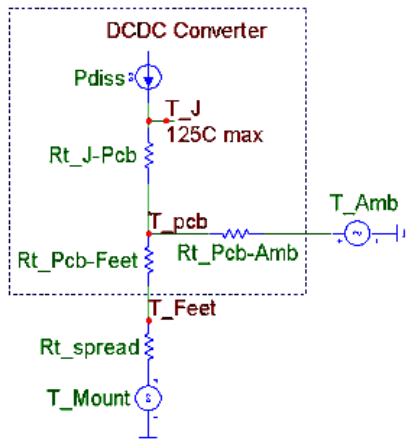 DCDC Converter
Pdiss
T_J
125C max
Rt_J-Pcb
T_pcb
T_Amb
Rt_Pcb-Amb
Rt_Pcb-Feet
T_Feet
Rt_spread
T_Mount